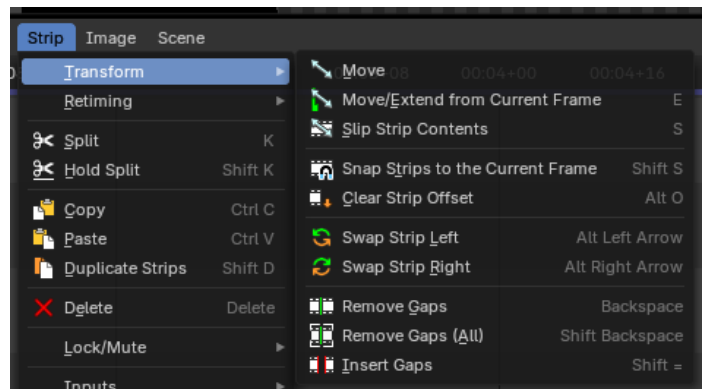 Strip Image Scene
Transform
Retiming
Split K
Hold Split Shift K
Copy Ctrl C
Paste Ctrl V
Duplicate Strips Shift D
Delete Delete
Lock/Mute
Inputs
Move
00:04+00 00:04+16
Move/Extend from Current Frame E
Slip Strip Contents S
Snap Strips to the Current Frame Shift S
Clear Strip Offset Alt O
Swap Strip Left Alt Left Arrow
Swap Strip Right Alt Right Arrow
Remove Gaps Backspace
Remove Gaps (All) Shift Backspace
Insert Gaps Shift =